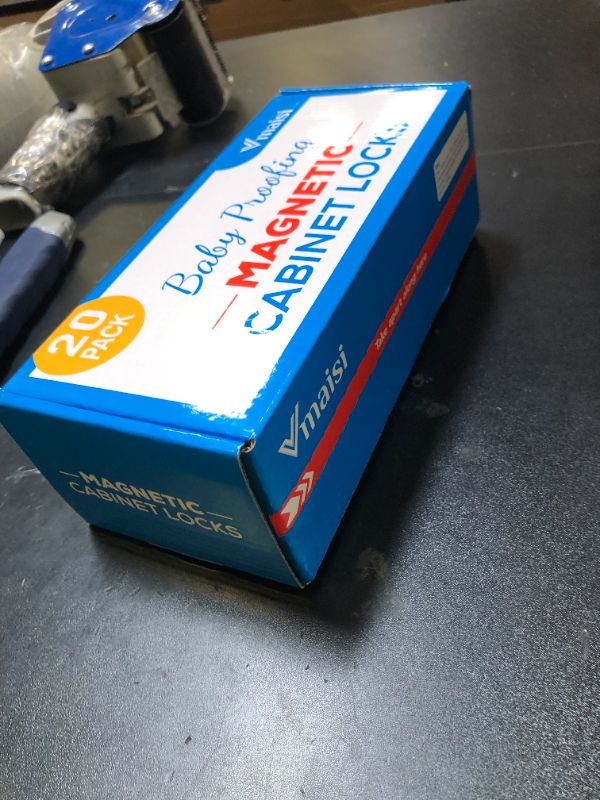 Vmaisi
Baby Proofing
MAGNETIC
CABINET LOCKS
20
PACK
Vmaisi
MAGNETIC
CABINET LOCKS